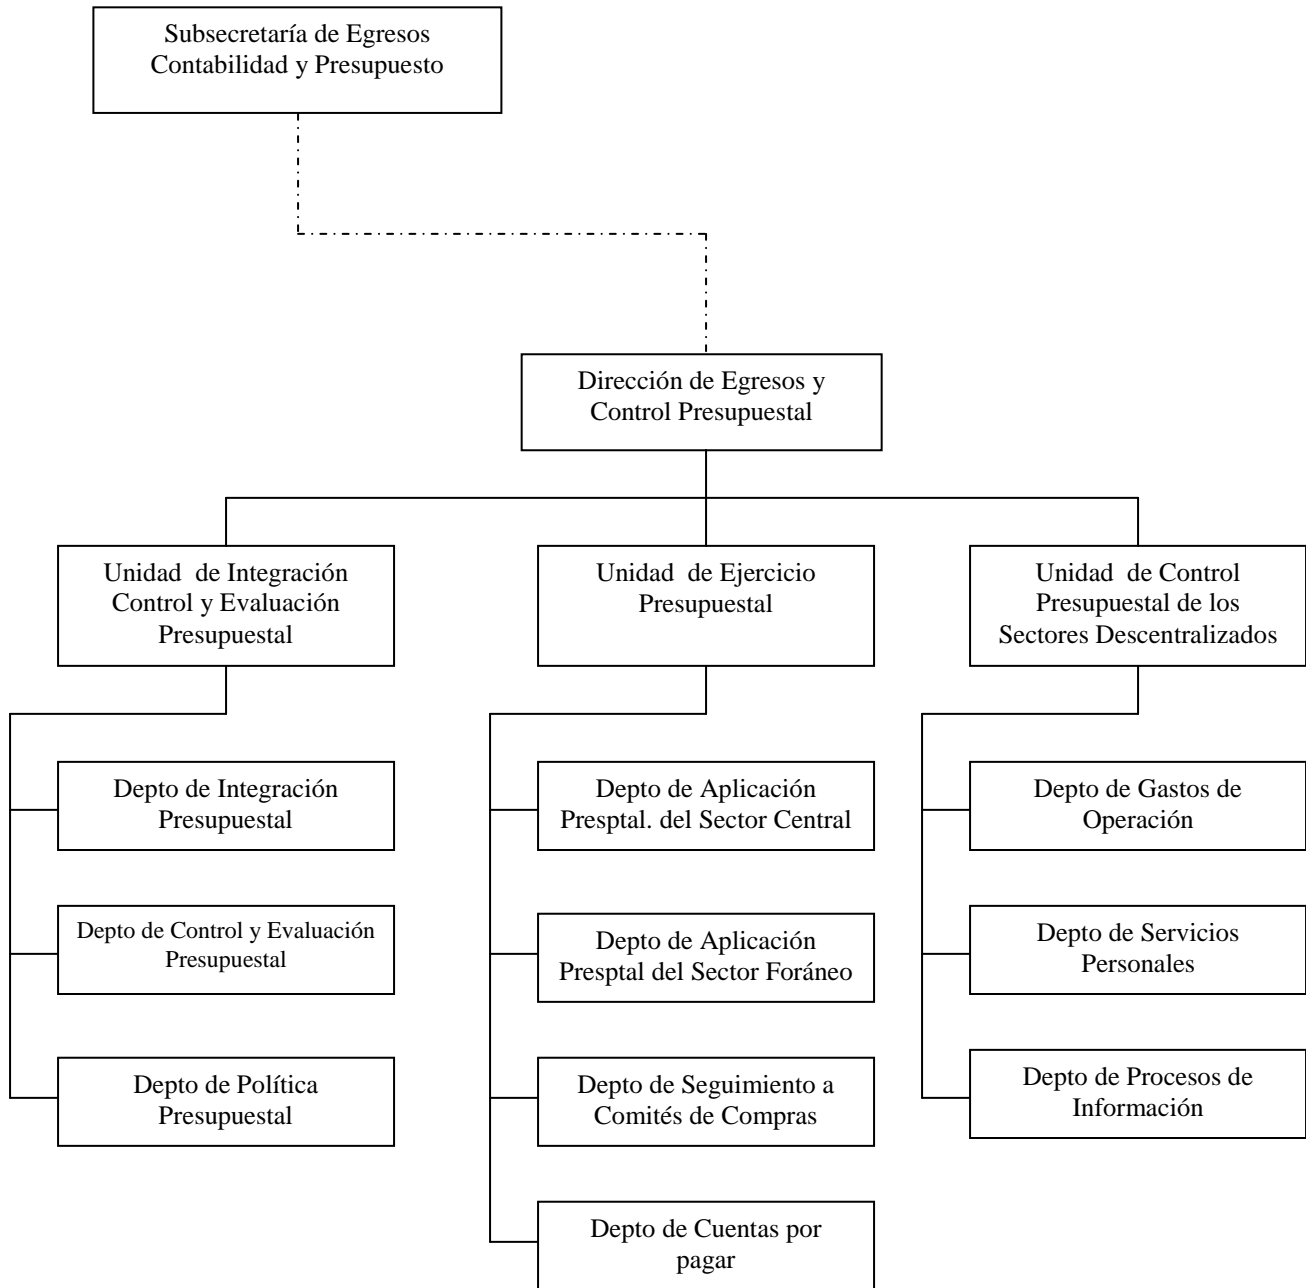 Subsecretaría de Egresos
Contabilidad y Presupuesto
Dirección de Egresos y
Control Presupuestal
Unidad de Integración
Control y Evaluación
Presupuestal
Unidad de Ejercicio
Presupuestal
Unidad de Control
Presupuestal de los
Sectores Descentralizados
Depto de Integración
Presupuestal
Depto de Control y Evaluación
Presupuestal
Depto de Política
Presupuestal
Depto de Aplicación
Presptal. del Sector Central
Depto de Aplicación
Presptal del Sector Foráneo
Depto de Seguimiento a
Comités de Compras
Depto de Cuentas por
pagar
Depto de Gastos de
Operación
Depto de Servicios
Personales
Depto de Procesos de
Información